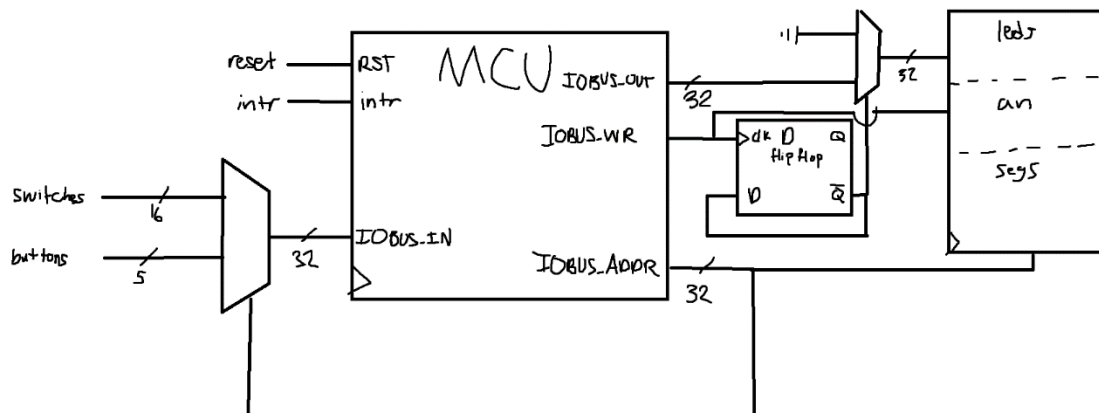 reset
intr
switches
16
buttons
5
32
MCU
RST
intr
IOBUS_IN
IOBUS_OUT
IOBUS_WR
IOBUS_ADDR
32
32
clk D Q
flip flop
D Q̅
32
leds
an
segs